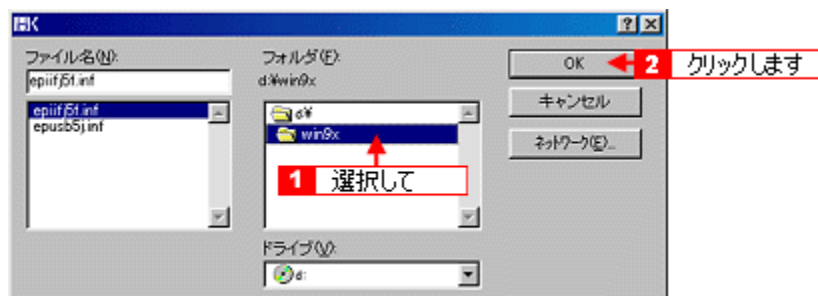 開く
ファイル名(N):
epiifj5f.inf
epiifj5f.inf
epusb5j.inf
フォルダ(F):
d:¥win9x
d:¥
win9x
1 選択して
ドライブ(V):
d:
OK
2 クリックします
キャンセル
ネットワーク(E)...